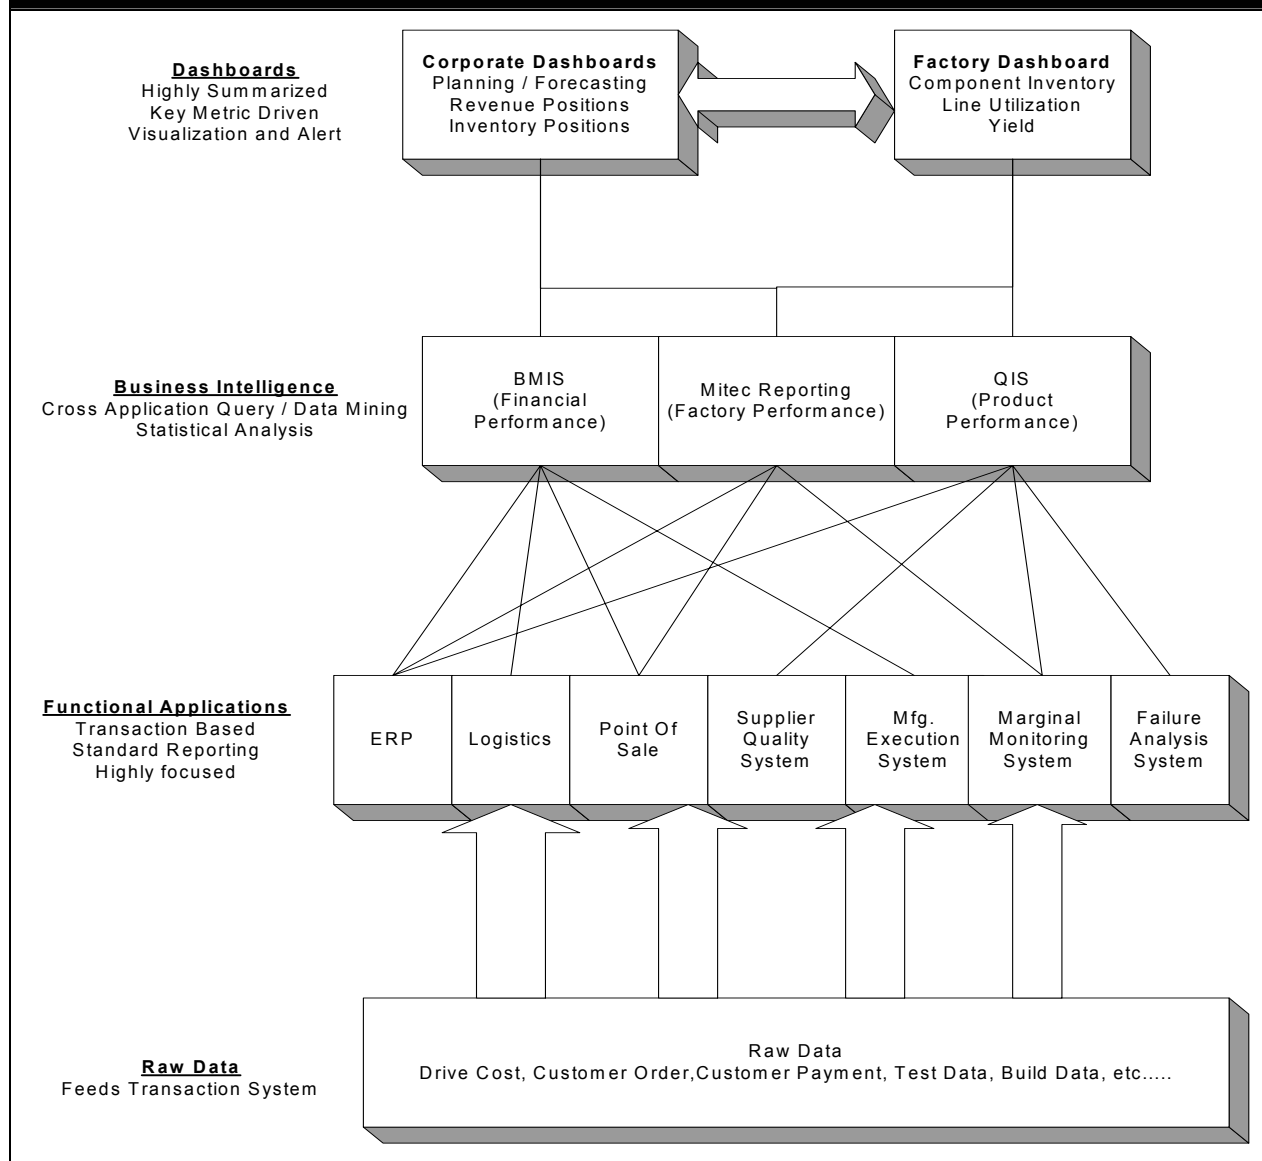 Dashboards
Highly Summarized
Key Metric Driven
Visualization and Alert
Corporate Dashboards
Planning / Forecasting
Revenue Positions
Inventory Positions
Factory Dashboard
Component Inventory
Line Utilization
Yield
Business Intelligence
Cross Application Query / Data Mining
Statistical Analysis
BMIS
(Financial
Performance)
Mitec Reporting
(Factory Performance)
QIS
(Product
Performance)
Functional Applications
Transaction Based
Standard Reporting
Highly focused
ERP
Logistics
Point Of
Sale
Supplier
Quality
System
Mfg.
Execution
System
Marginal
Monitoring
System
Failure
Analysis
System
Raw Data
Feeds Transaction System
Raw Data
Drive Cost, Customer Order,Customer Payment, Test Data, Build Data, etc.....